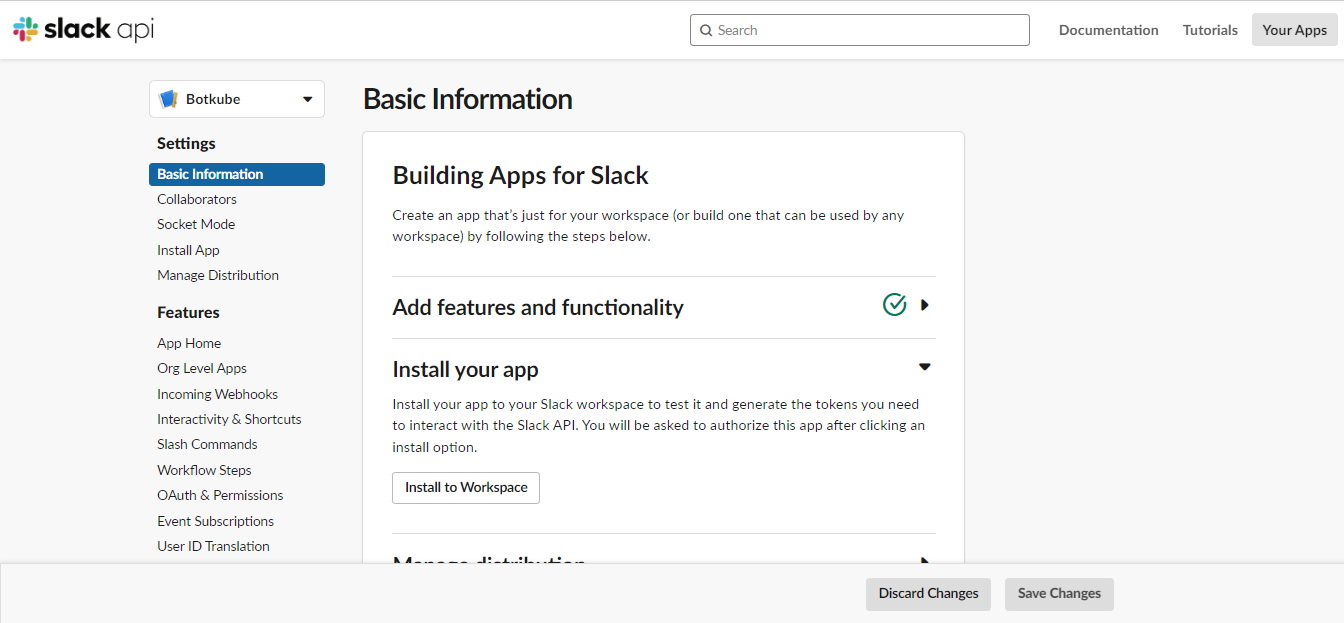 slack api
Search
Documentation
Tutorials
Your Apps
Botkube
Settings
Basic Information
Collaborators
Socket Mode
Install App
Manage Distribution
Features
App Home
Org Level Apps
Incoming Webhooks
Interactivity & Shortcuts
Slash Commands
Workflow Steps
OAuth & Permissions
Event Subscriptions
User ID Translation
Basic Information
Building Apps for Slack
Create an app that's just for your workspace (or build one that can be used by any
workspace) by following the steps below.
Add features and functionality
Install your app
Install your app to your Slack workspace to test it and generate the tokens you need
to interact with the Slack API. You will be asked to authorize this app after clicking an
install option.
Install to Workspace
Manage distribution
Discard Changes
Save Changes